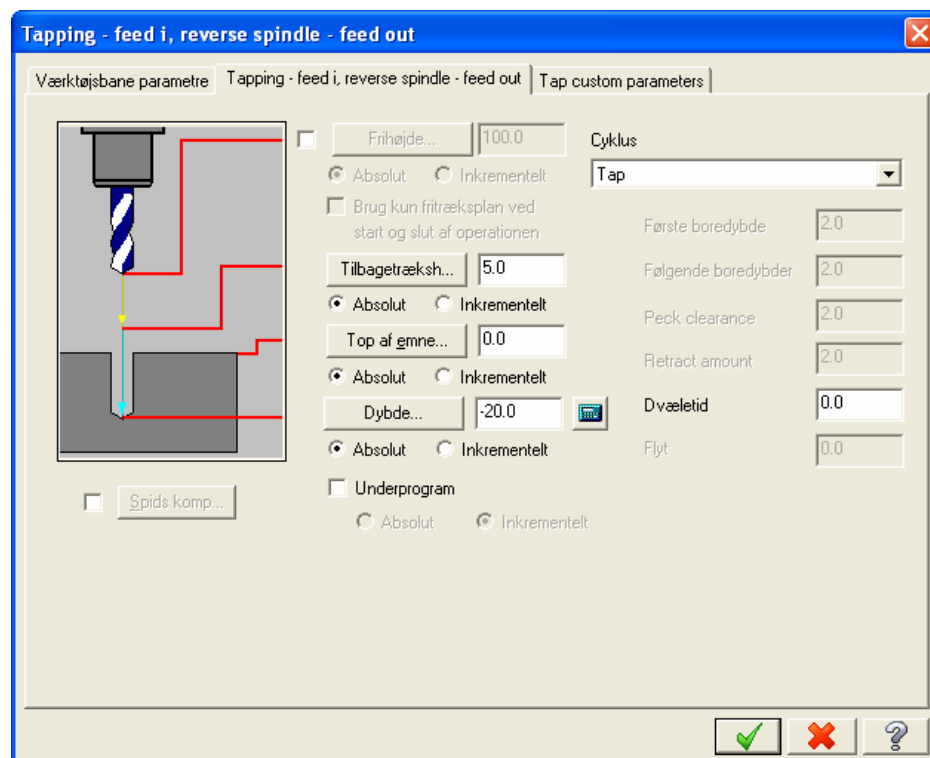 Tapping - feed i, reverse spindle - feed out
Værktøjsbane parametre
Tapping - feed i, reverse spindle - feed out
Tap custom parameters
Frihøjde...
100.0
Absolut
Inkrementelt
Brug kun fritræksplan ved
start og slut af operationen
Tilbagetræksh...
5.0
Absolut
Inkrementelt
Top af emne...
0.0
Absolut
Inkrementelt
Dybde...
-20.0
Absolut
Inkrementelt
Underprogram
Absolut
Inkrementelt
Spids komp...
Cyklus
Tap
Første boredybde
2.0
Følgende boredybder
2.0
Peck clearance
2.0
Retract amount
2.0
Dvæletid
0.0
Flyt
0.0